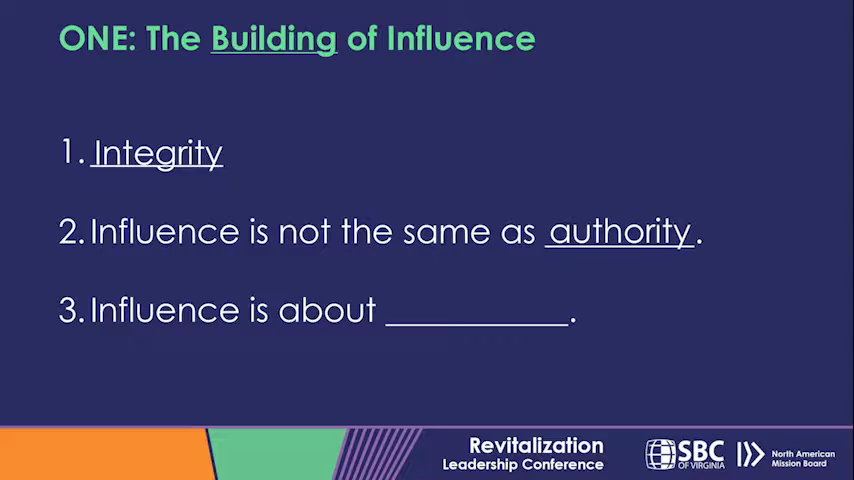 ONE: The Building of Influence
1. Integrity
2. Influence is not the same as authority.
3. Influence is about ___________.
Revitalization
Leadership Conference
SBC
OF VIRGINIA
North American
Mission Board